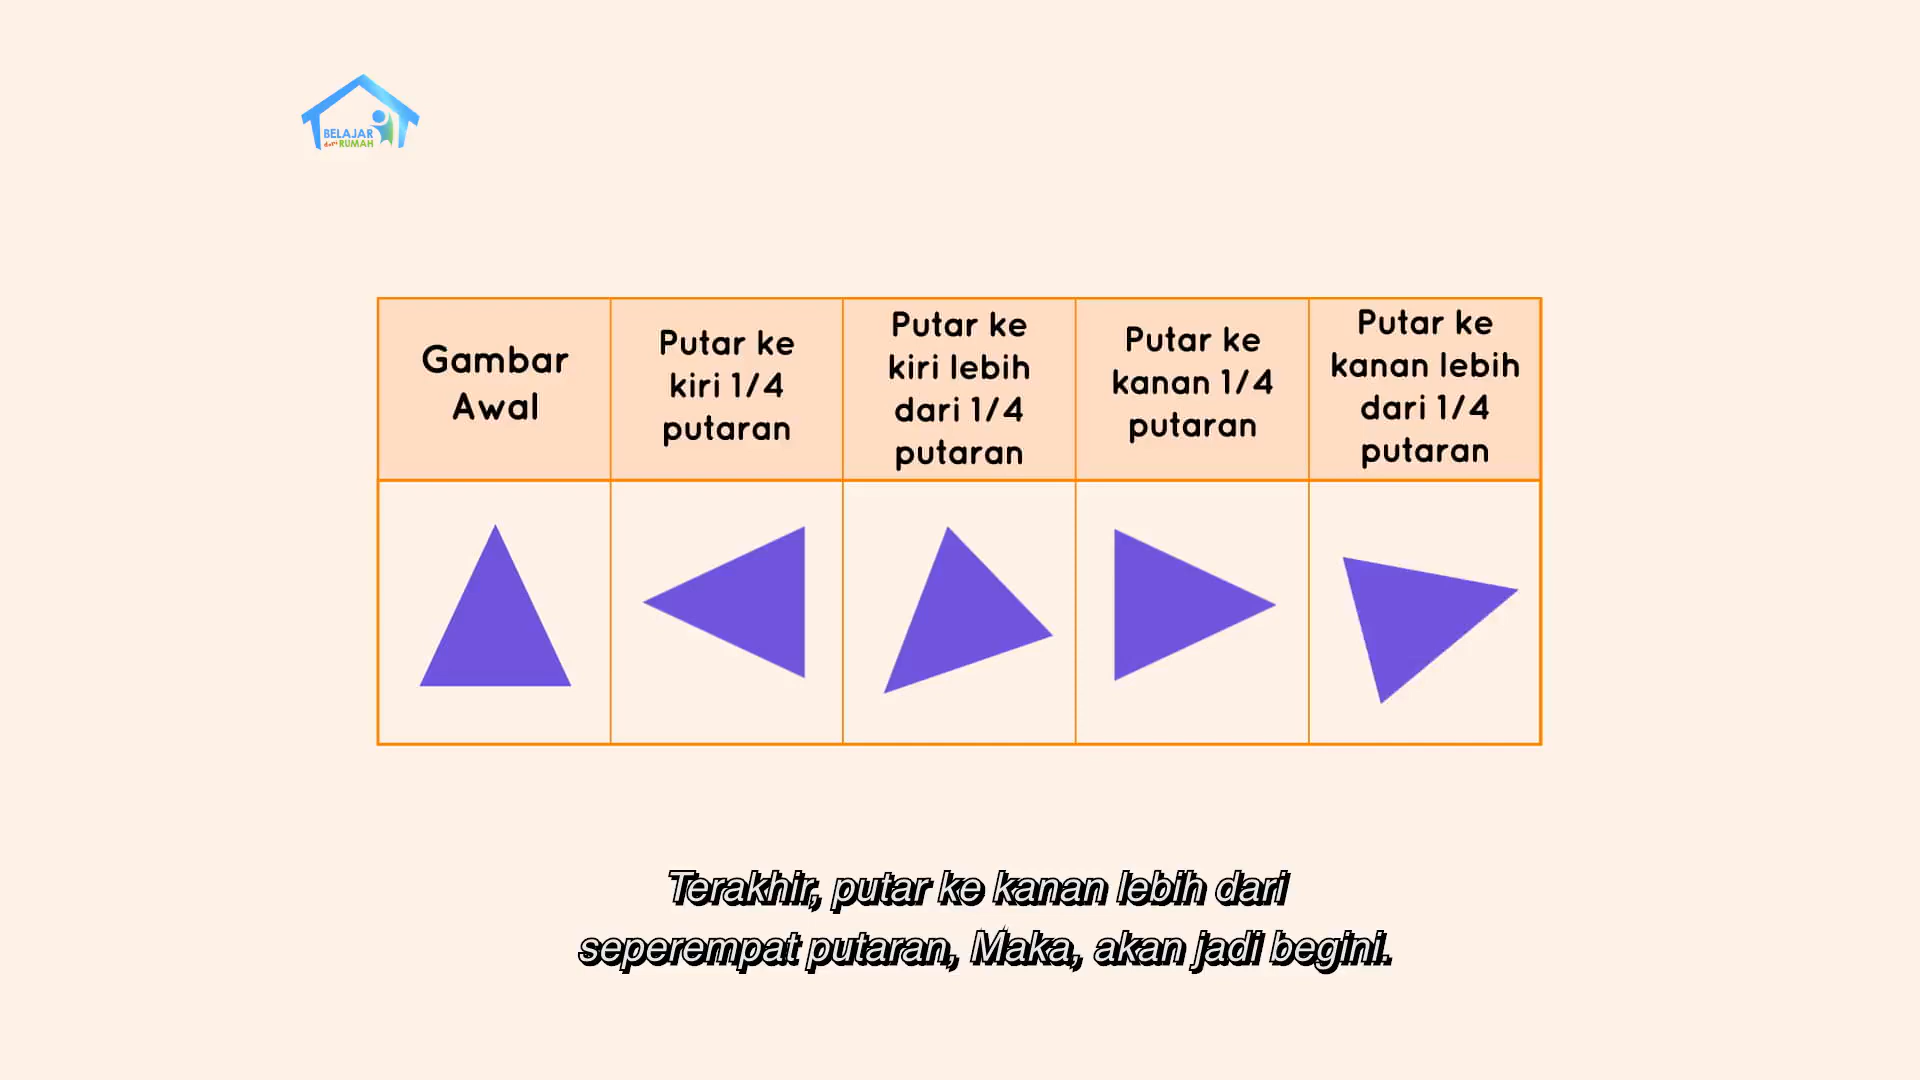 BELAJAR
dari RUMAH
Gambar
Awal
Putar ke
kiri 1/4
putaran
Putar ke
kiri lebih
dari 1/4
putaran
Putar ke
kanan 1/4
putaran
Putar ke
kanan lebih
dari 1/4
putaran
Terakhir, putar ke kanan lebih dari
seperempat putaran, Maka, akan jadi begini.